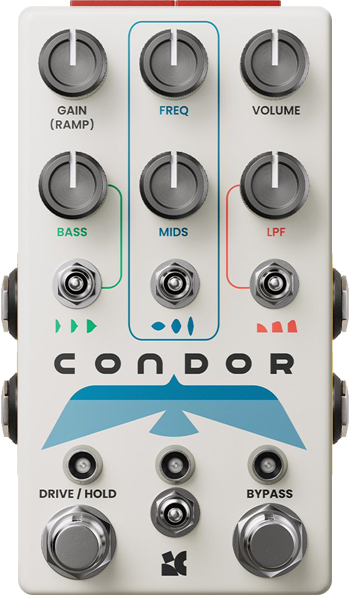 GAIN
(RAMP)
FREQ
VOLUME
BASS
MIDS
LPF
CONDOR
DRIVE / HOLD
BYPASS